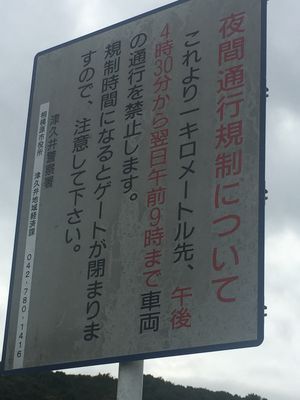 夜間通行規制について
これより一キロメートル先、午後
4時30分から翌日午前9時まで車両
の通行を禁止します。
規制時間になるとゲートが閉まりま
すので、注意して下さい。
津久井警察署
相模原市役所 津久井地域経済課
042-780-1416